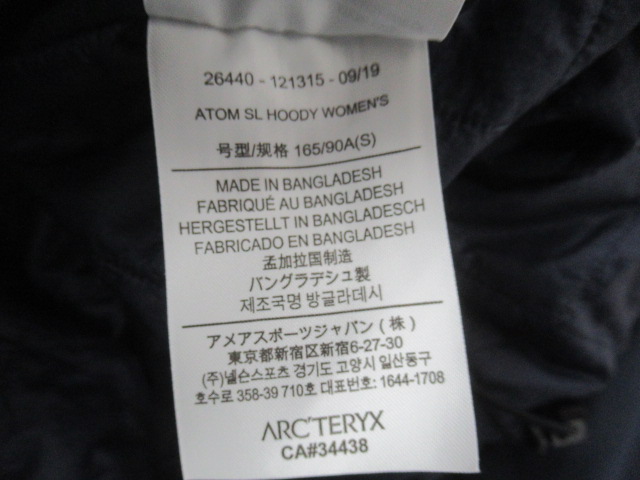 26440 - 121315 - 09/19
ATOM SL HOODY WOMEN'S
号型/规格 165/90A(S)
MADE IN BANGLADESH
FABRIQUÉ AU BANGLADESH
HERGESTELLT IN BANGLADESCH
FABRICADO EN BANGLADESH
孟加拉国制造
バングラデシュ製
제조국명 방글라데시
アメアスポーツジャパン (株)
東京都新宿区新宿6-27-30
(주)넬슨스포츠 경기도 고양시 일산동구
호수로 358-39 710호 대표번호: 1644-1708
ARC'TERYX
CA#34438